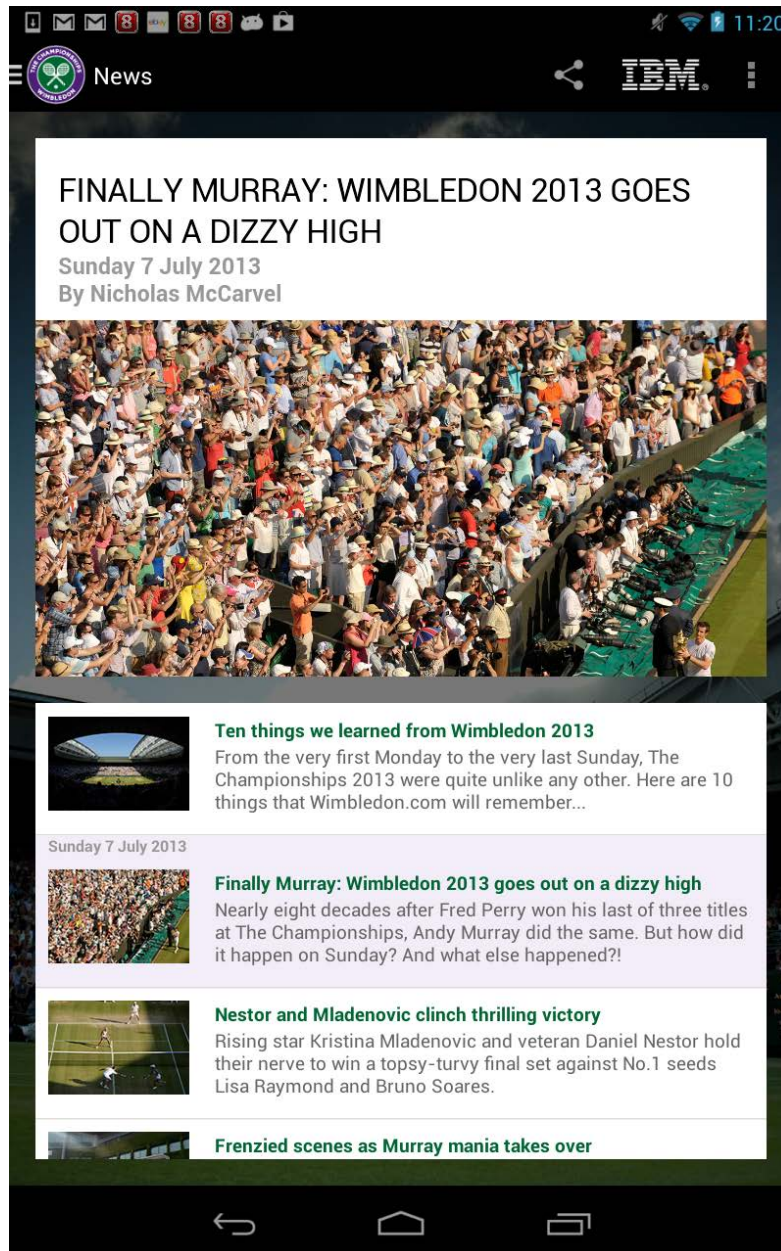 8
ebay
8
8
11:20
THE CHAMPIONSHIPS
WIMBLEDON
News
IBM
FINALLY MURRAY: WIMBLEDON 2013 GOES
OUT ON A DIZZY HIGH
Sunday 7 July 2013
By Nicholas McCarvel
Ten things we learned from Wimbledon 2013
From the very first Monday to the very last Sunday, The
Championships 2013 were quite unlike any other. Here are 10
things that Wimbledon.com will remember...
Sunday 7 July 2013
Finally Murray: Wimbledon 2013 goes out on a dizzy high
Nearly eight decades after Fred Perry won his last of three titles
at The Championships, Andy Murray did the same. But how did
it happen on Sunday? And what else happened?!
Nestor and Mladenovic clinch thrilling victory
Rising star Kristina Mladenovic and veteran Daniel Nestor hold
their nerve to win a topsy-turvy final set against No.1 seeds
Lisa Raymond and Bruno Soares.
Frenzied scenes as Murray mania takes over